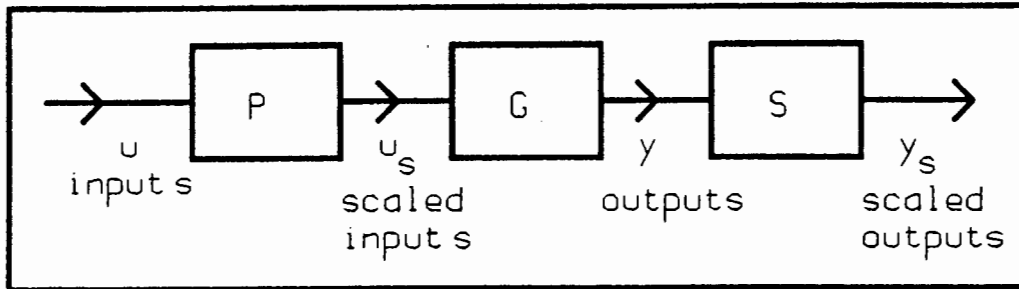 P
G
S
u
inputs
u_s
scaled
inputs
y
outputs
y_s
scaled
outputs